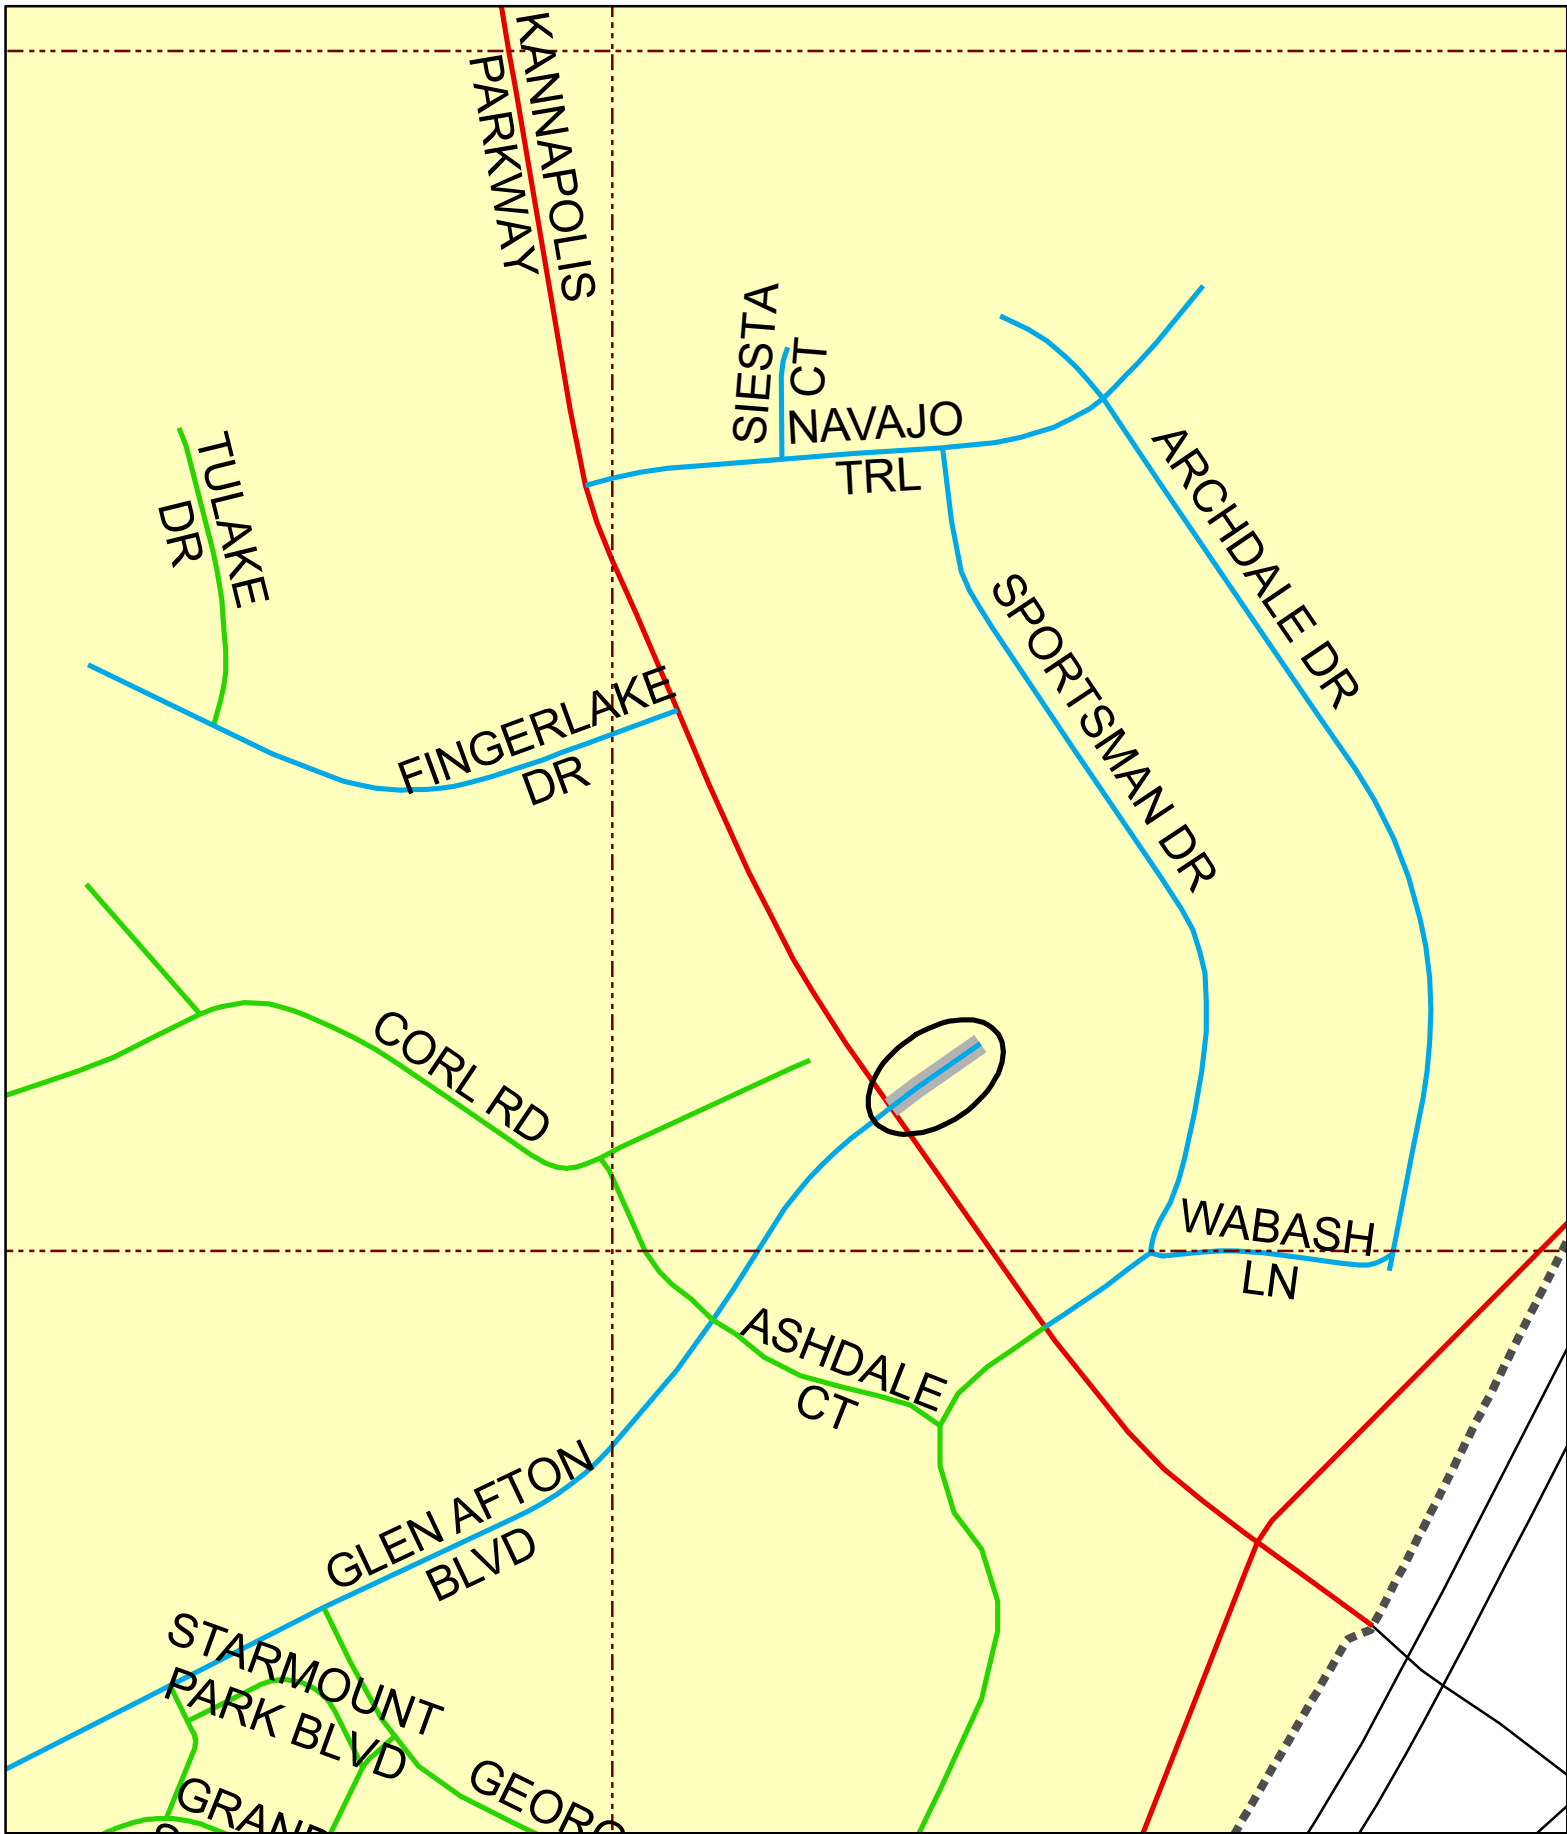 KANNAPOLIS
PARKWAY
SIESTA
CT
NAVAJO
TRL
TULAKE
DR
ARCHDALE DR
SPORTSMAN DR
FINGERLAKE
DR
CORL RD
WABASH
LN
ASHDALE
CT
GLEN AFTON
BLVD
STARMOUNT
PARK BLVD